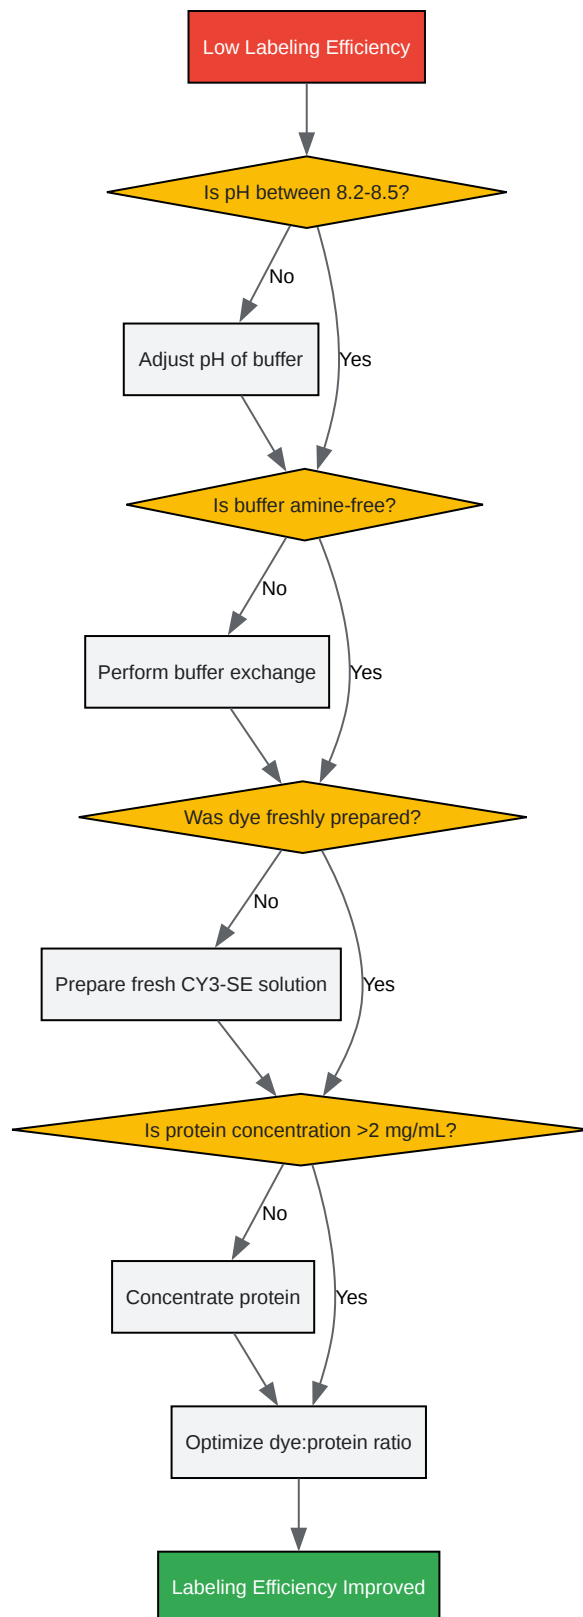 Low Labeling Efficiency
Is pH between 8.2-8.5?
No
Adjust pH of buffer
Yes
Is buffer amine-free?
No
Perform buffer exchange
Yes
Was dye freshly prepared?
No
Prepare fresh CY3-SE solution
Yes
Is protein concentration >2 mg/mL?
No
Concentrate protein
Yes
Optimize dye:protein ratio
Labeling Efficiency Improved